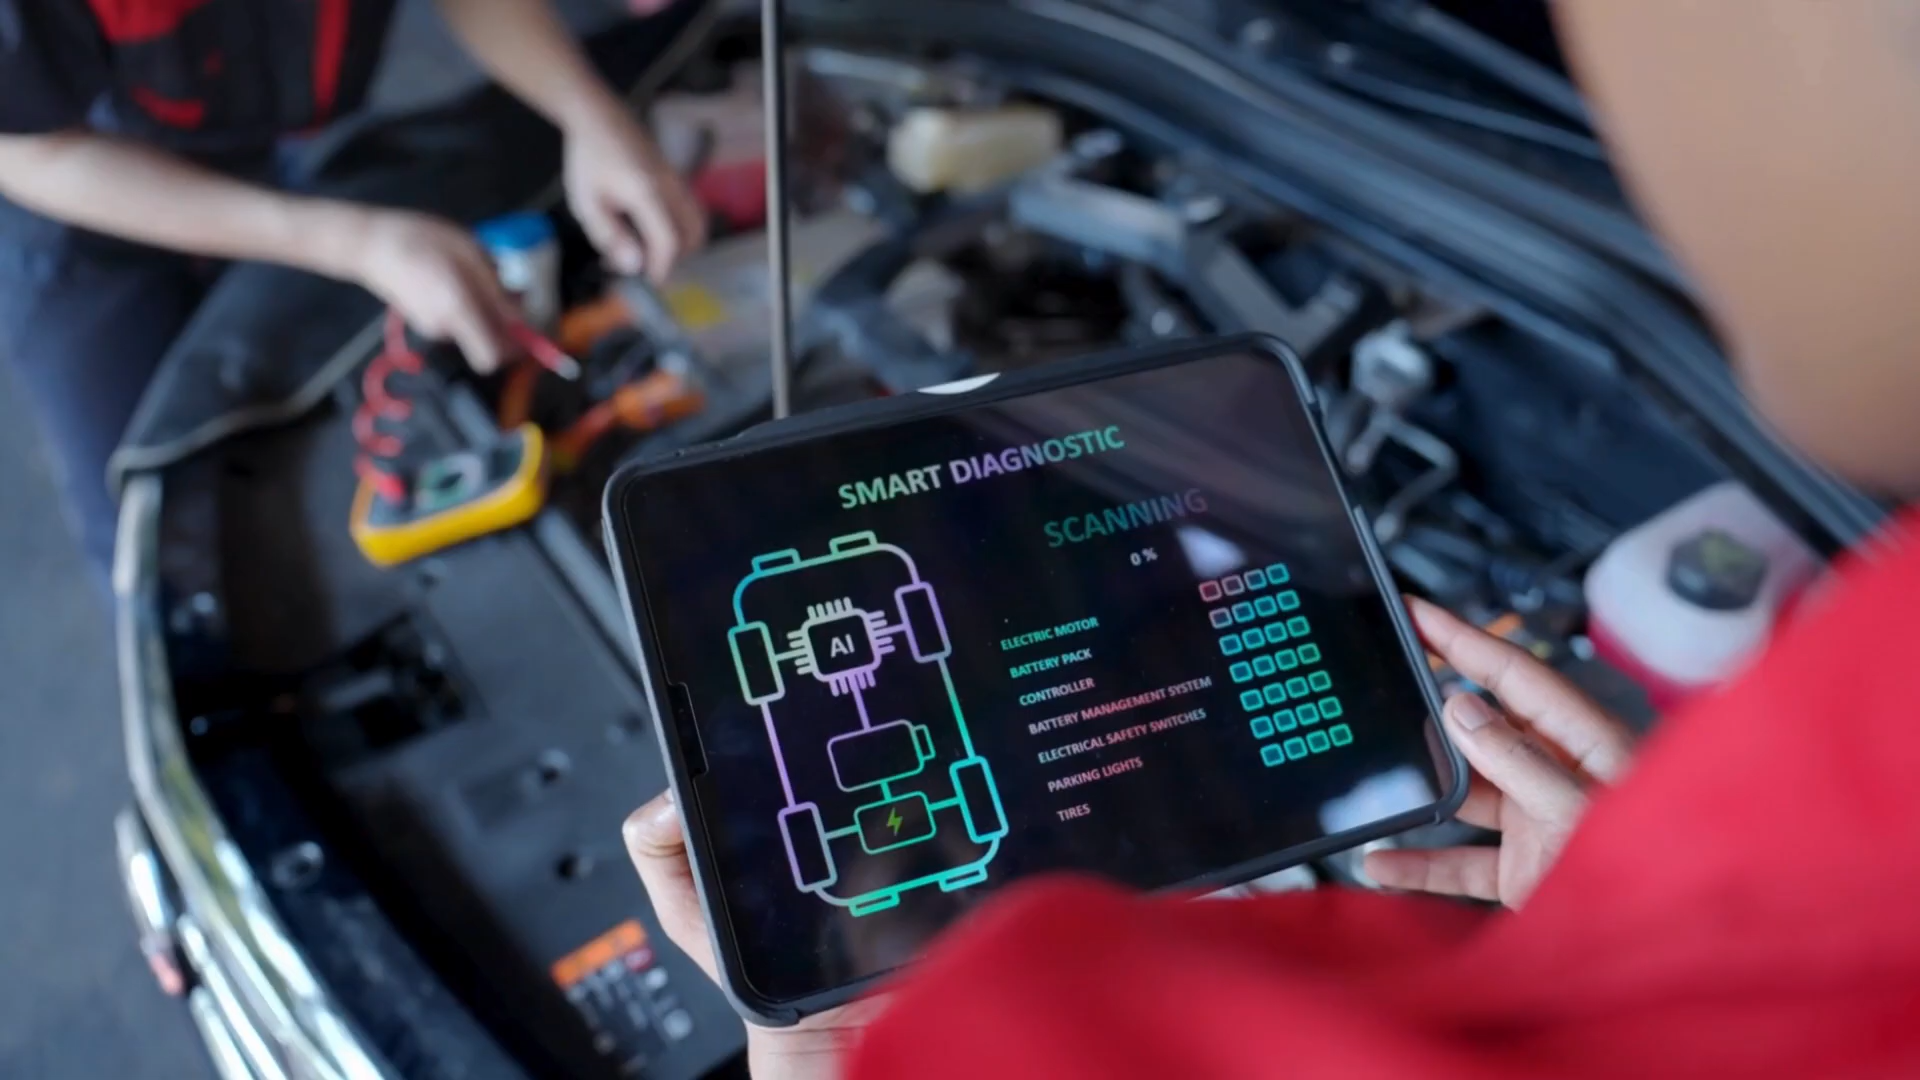 SMART DIAGNOSTIC
SCANNING
0 %
AI
ELECTRIC MOTOR
BATTERY PACK
CONTROLLER
BATTERY MANAGEMENT SYSTEM
ELECTRICAL SAFETY SWITCHES
PARKING LIGHTS
TIRES